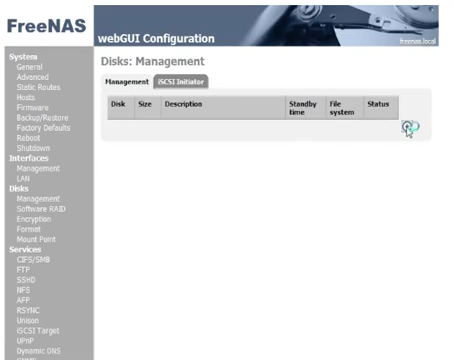 FreeNAS
webGUI Configuration
freenas.local
System
General
Advanced
Static Routes
Hosts
Firmware
Backup/Restore
Factory Defaults
Reboot
Shutdown
Interfaces
Management
LAN
Disks
Management
Software RAID
Encryption
Format
Mount Point
Services
CIFS/SMB
FTP
SSHD
NFS
AFP
RSYNC
Unison
iSCSI Target
UPnP
Dynamic DNS
Disks: Management
Management iSCSI Initiator
Disk Size Description Standby time File system Status